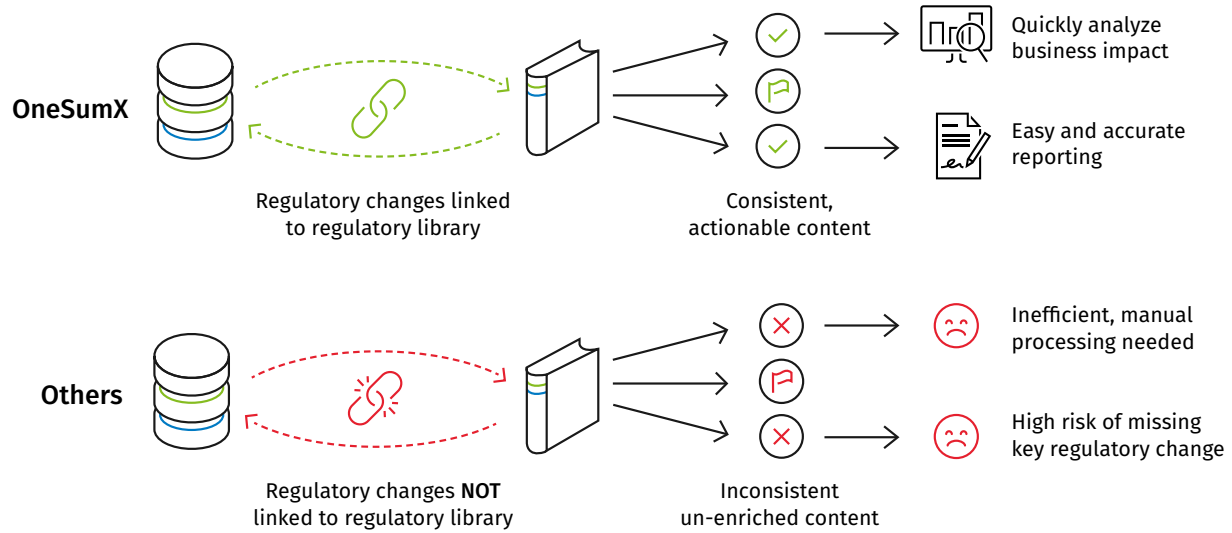 OneSumX
Regulatory changes linked
to regulatory library
Consistent,
actionable content
Quickly analyze
business impact
Easy and accurate
reporting
Others
Regulatory changes NOT
linked to regulatory library
Inconsistent
un-enriched content
Inefficient, manual
processing needed
High risk of missing
key regulatory change